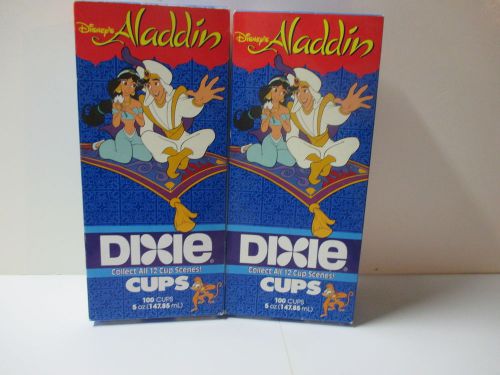 Disney's
Aladdin
DIXIE®
Collect All 12 Cup Scenes!
CUPS
100 CUPS
5 oz (147.85 mL)
Disney's
Aladdin
DIXIE®
Collect All 12 Cup Scenes!
CUPS
100 CUPS
5 oz (147.85 mL)